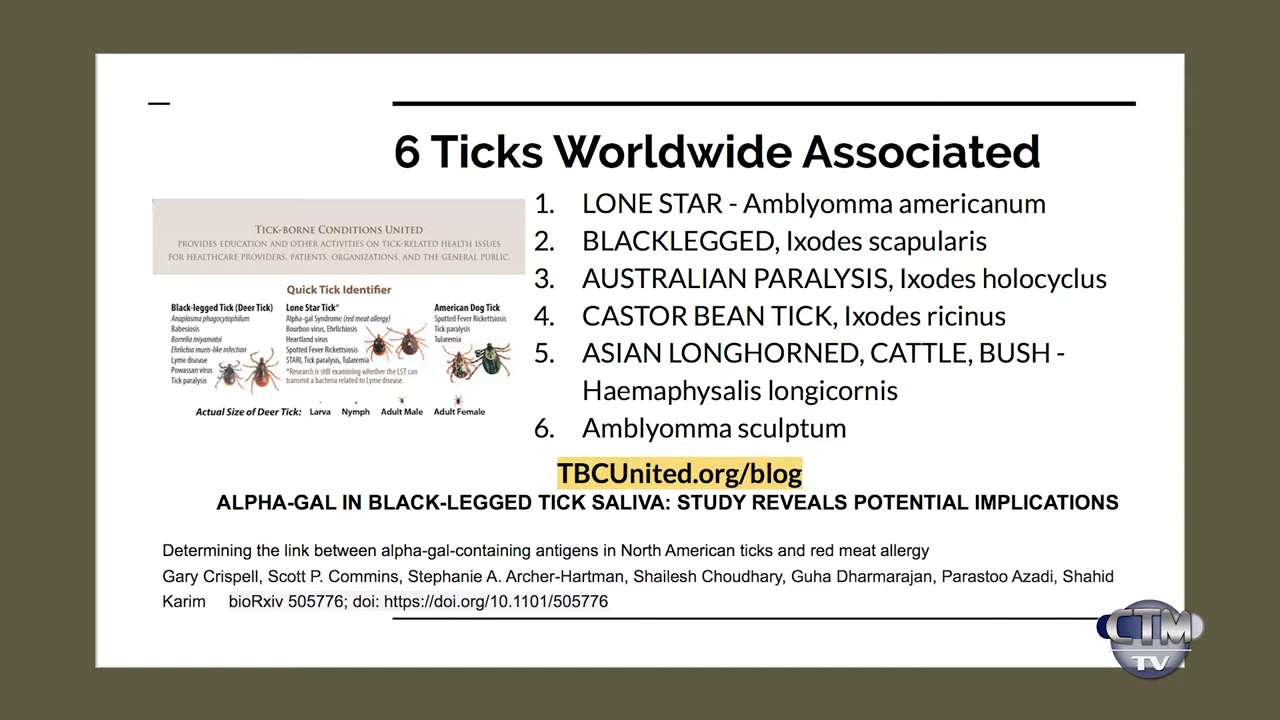 6 Ticks Worldwide Associated
TICK-BORNE CONDITIONS UNITED
PROVIDES EDUCATION AND OTHER ACTIVITIES ON TICK-RELATED HEALTH ISSUES
FOR HEALTHCARE PROVIDERS, PATIENTS, ORGANIZATIONS, AND THE GENERAL PUBLIC.
Quick Tick Identifier
Black-legged Tick (Deer Tick)
Anaplasma phagocytophilum
Babesiosis
Borrelia miyamotoi
Ehrlichia muris-like infection
Lyme disease
Powassan virus
Tick paralysis
Lone Star Tick*
Alpha-gal Syndrome (red meat allergy)
Bourbon virus, Ehrlichiosis
Heartland virus
Spotted Fever Rickettsiosis
STARI, Tick paralysis, Tularemia
*Research is still examining whether the LST can
transmit a bacteria related to Lyme disease.
American Dog Tick
Spotted Fever Rickettsiosis
Tick paralysis
Tularemia
Actual Size of Deer Tick: Larva Nymph Adult Male Adult Female
1. LONE STAR - Amblyomma americanum
2. BLACKLEGGED, Ixodes scapularis
3. AUSTRALIAN PARALYSIS, Ixodes holocyclus
4. CASTOR BEAN TICK, Ixodes ricinus
5. ASIAN LONGHORNED, CATTLE, BUSH -
Haemaphysalis longicornis
6. Amblyomma sculptum
TBCUnited.org/blog
ALPHA-GAL IN BLACK-LEGGED TICK SALIVA: STUDY REVEALS POTENTIAL IMPLICATIONS
Determining the link between alpha-gal-containing antigens in North American ticks and red meat allergy
Gary Crispell, Scott P. Commins, Stephanie A. Archer-Hartman, Shailesh Choudhary, Guha Dharmarajan, Parastoo Azadi, Shahid
Karim bioRxiv 505776; doi: https://doi.org/10.1101/505776
CTM
TV